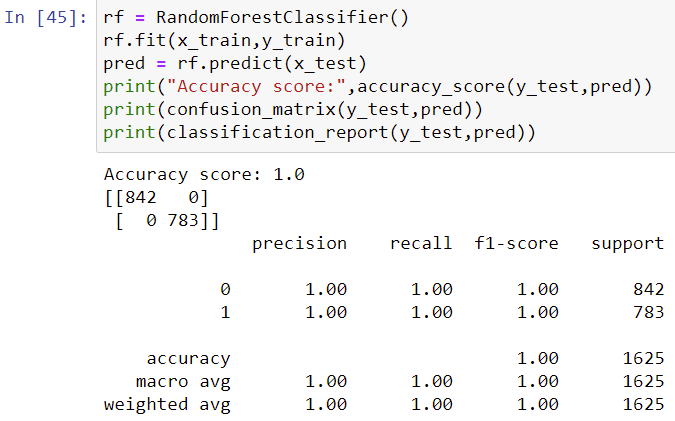 In [45]: rf = RandomForestClassifier()
rf.fit(x_train,y_train)
pred = rf.predict(x_test)
print("Accuracy score:",accuracy_score(y_test,pred))
print(confusion_matrix(y_test,pred))
print(classification_report(y_test,pred))
Accuracy score: 1.0
[[842   0]
 [  0 783]]
              precision    recall  f1-score   support
           0       1.00      1.00      1.00       842
           1       1.00      1.00      1.00       783
    accuracy                           1.00      1625
   macro avg       1.00      1.00      1.00      1625
weighted avg       1.00      1.00      1.00      1625